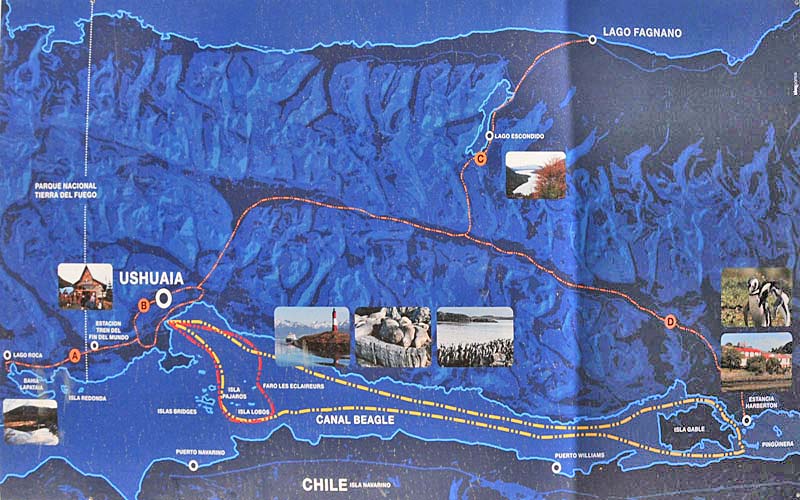 LAGO FAGNANO
LAGO ESCONDIDO
C
PARQUE NACIONAL
TIERRA DEL FUEGO
USHUAIA
B
ESTACION
TREN DEL
FIN DEL MUNDO
A
LAGO ROCA
BAHIA
LAPATAIA
ISLA REDONDA
ISLAS BRIDGES
ISLA
PAJAROS
FARO LES ECLAIREURS
ISLA LOBOS
CANAL BEAGLE
D
ESTANCIA
HARBERTON
ISLA GABLE
PINGÜINERA
PUERTO NAVARINO
PUERTO WILLIAMS
CHILE ISLA NAVARINO